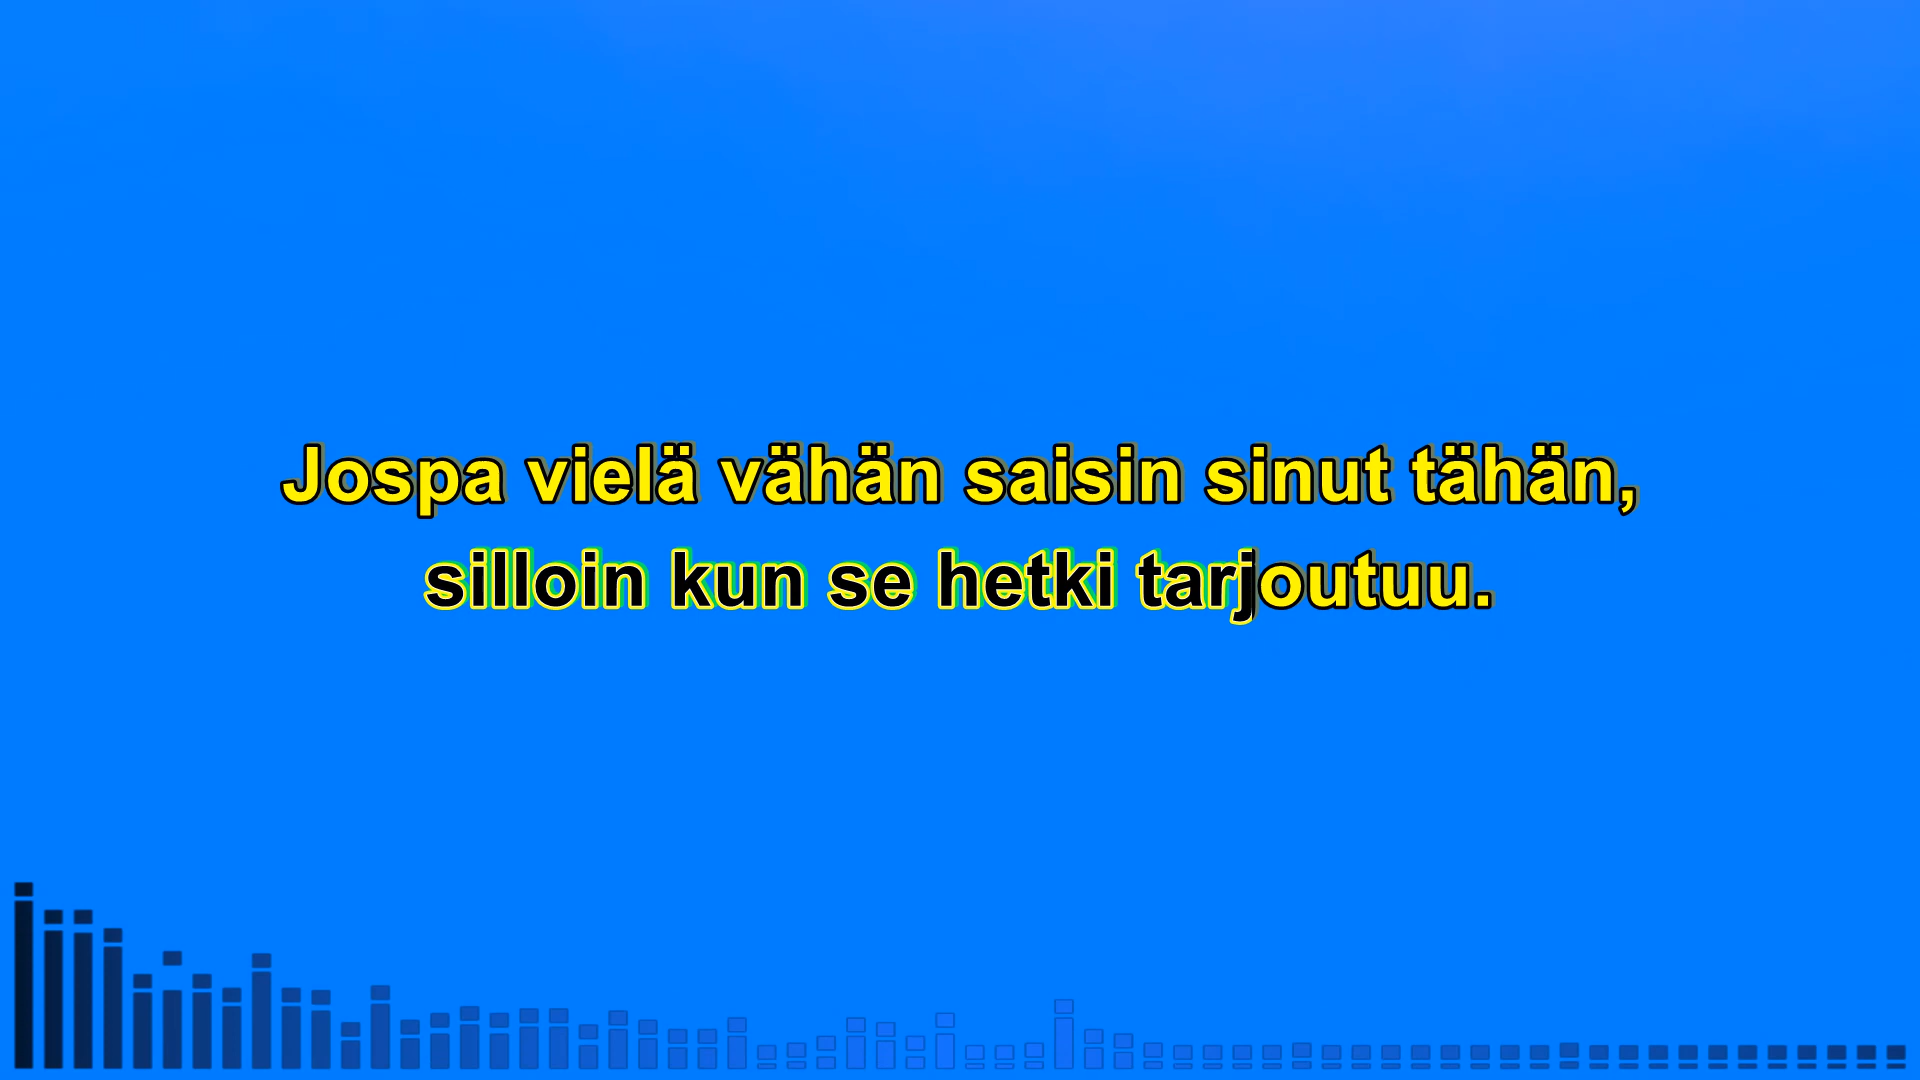 Jospa vielä vähän saisin sinut tähän,
silloin kun se hetki tarjoutuu.